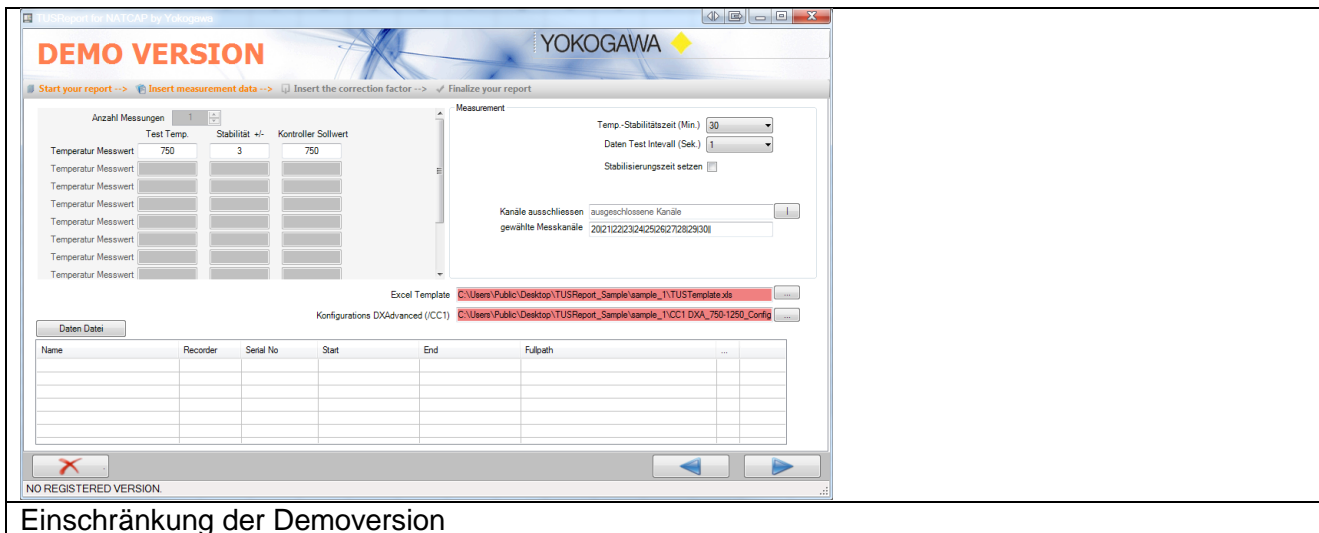 TUSReport for NATCAP by Yokogawa
DEMO VERSION
YOKOGAWA
Start your report --> Insert measurement data --> Insert the correction factor --> Finalize your report
Anzahl Messungen 1
Test Temp. Stabilität +/- Kontroller Sollwert
Temperatur Messwert 750 3 750
Temperatur Messwert
Temperatur Messwert
Temperatur Messwert
Temperatur Messwert
Temperatur Messwert
Temperatur Messwert
Temperatur Messwert
Measurement
Temp.-Stabilitätszeit (Min.) 30
Daten Test Intevall (Sek.) 1
Stabilisierungszeit setzen
Kanäle ausschliessen ausgeschlossene Kanäle
gewählte Messkanäle 20|21|22|23|24|25|26|27|28|29|30|
Excel Template C:\Users\Public\Desktop\TUSReport_Sample\sample_1\TUSTemplate.xls ...
Konfigurations DXAdvanced (/CC1) C:\Users\Public\Desktop\TUSReport_Sample\sample_1\CC1 DXA_750-1250_Config ...
Daten Datei
Name Recorder Serial No Start End Fullpath ...
NO REGISTERED VERSION.
Einschränkung der Demoversion